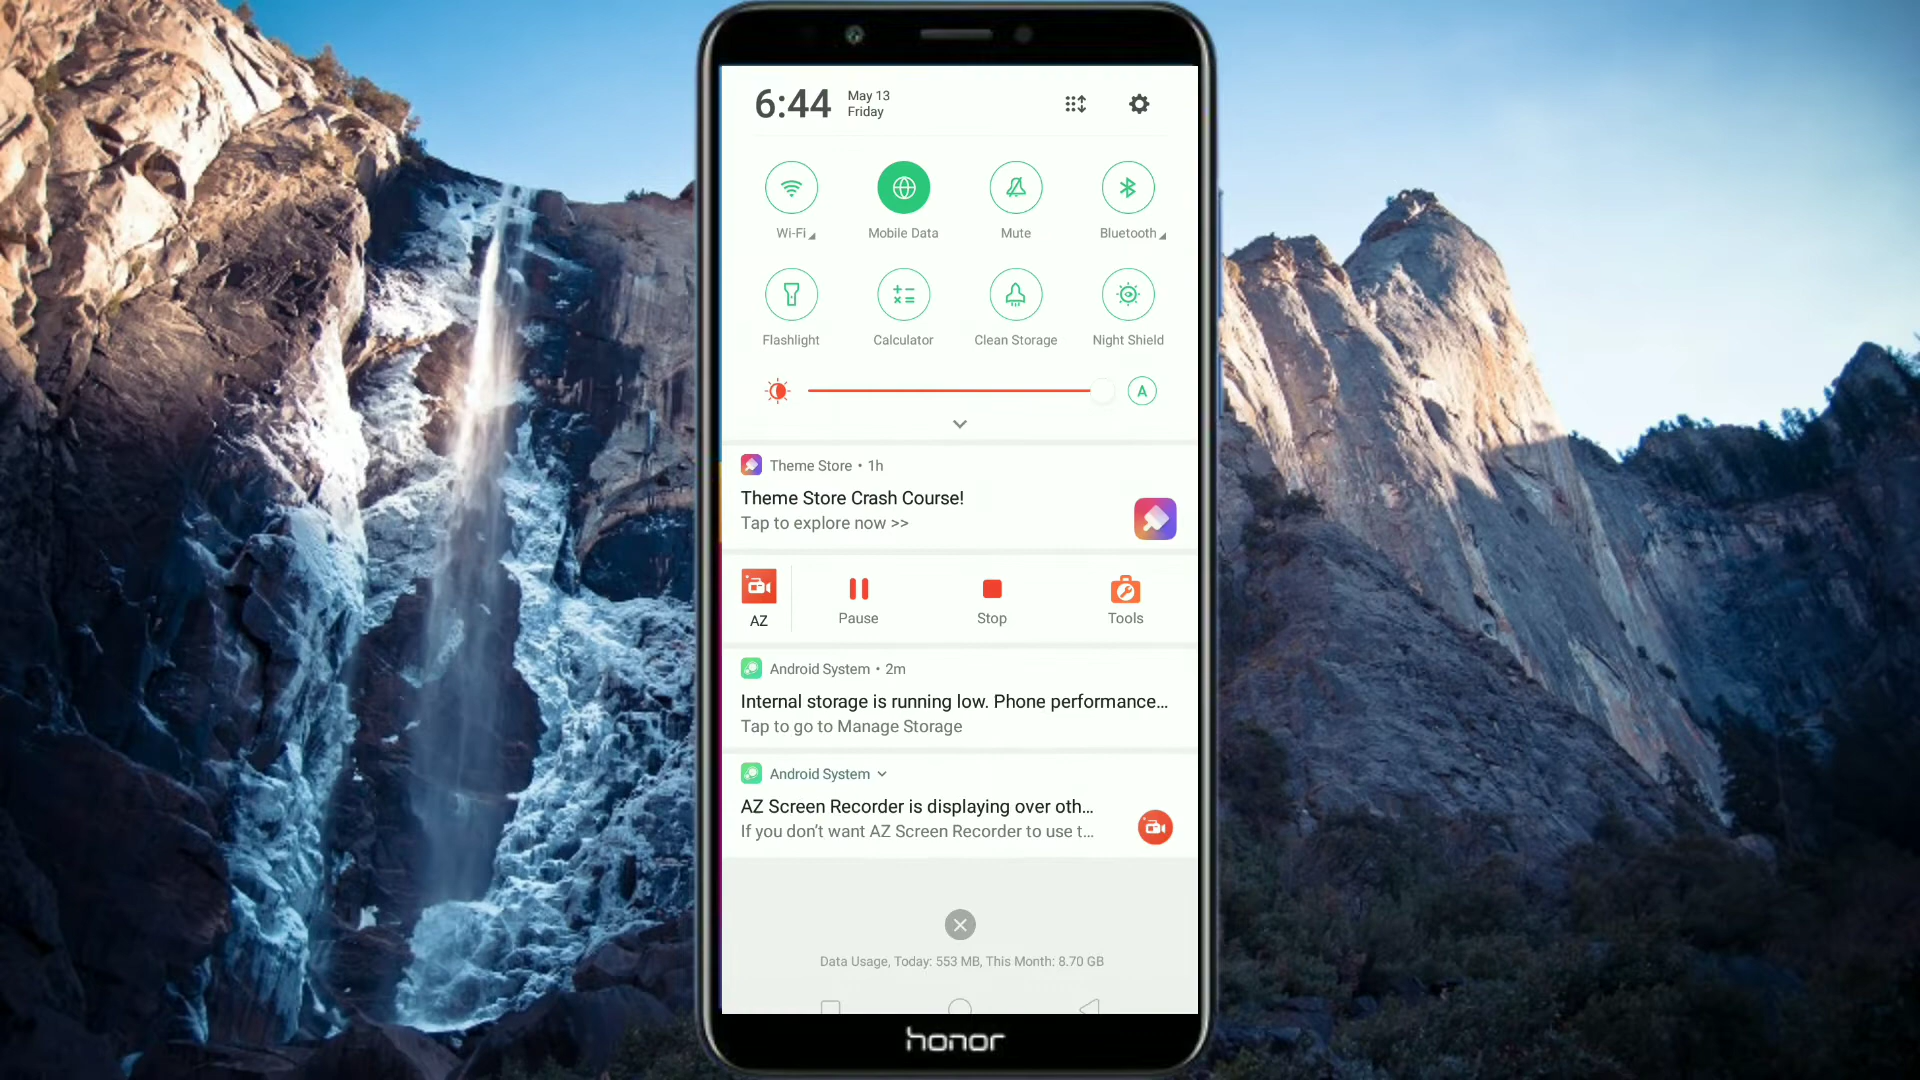 6:44
May 13
Friday
Wi-Fi
Mobile Data
Mute
Bluetooth
Flashlight
Calculator
Clean Storage
Night Shield
A
Theme Store • 1h
Theme Store Crash Course!
Tap to explore now >>
AZ
Pause
Stop
Tools
Android System • 2m
Internal storage is running low. Phone performance...
Tap to go to Manage Storage
Android System
AZ Screen Recorder is displaying over oth...
If you don't want AZ Screen Recorder to use t...
Data Usage, Today: 553 MB, This Month: 8.70 GB
honor